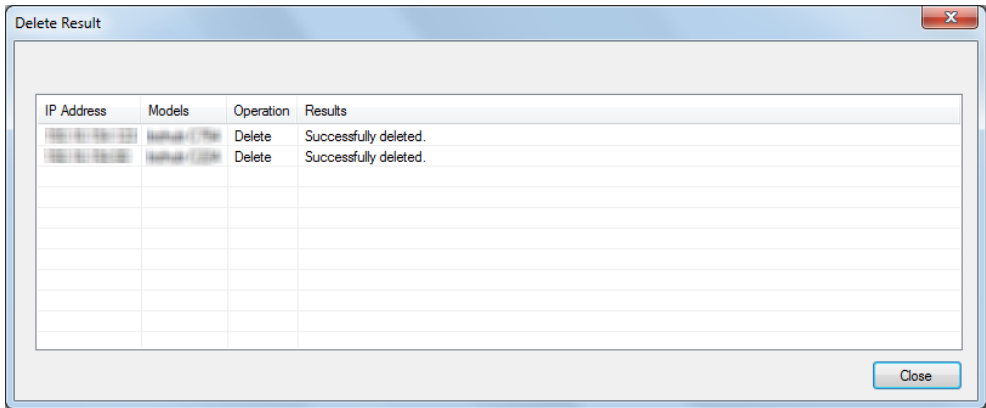 Delete Result
IP Address Models Operation Results
Delete Successfully deleted.
Delete Successfully deleted.
Close